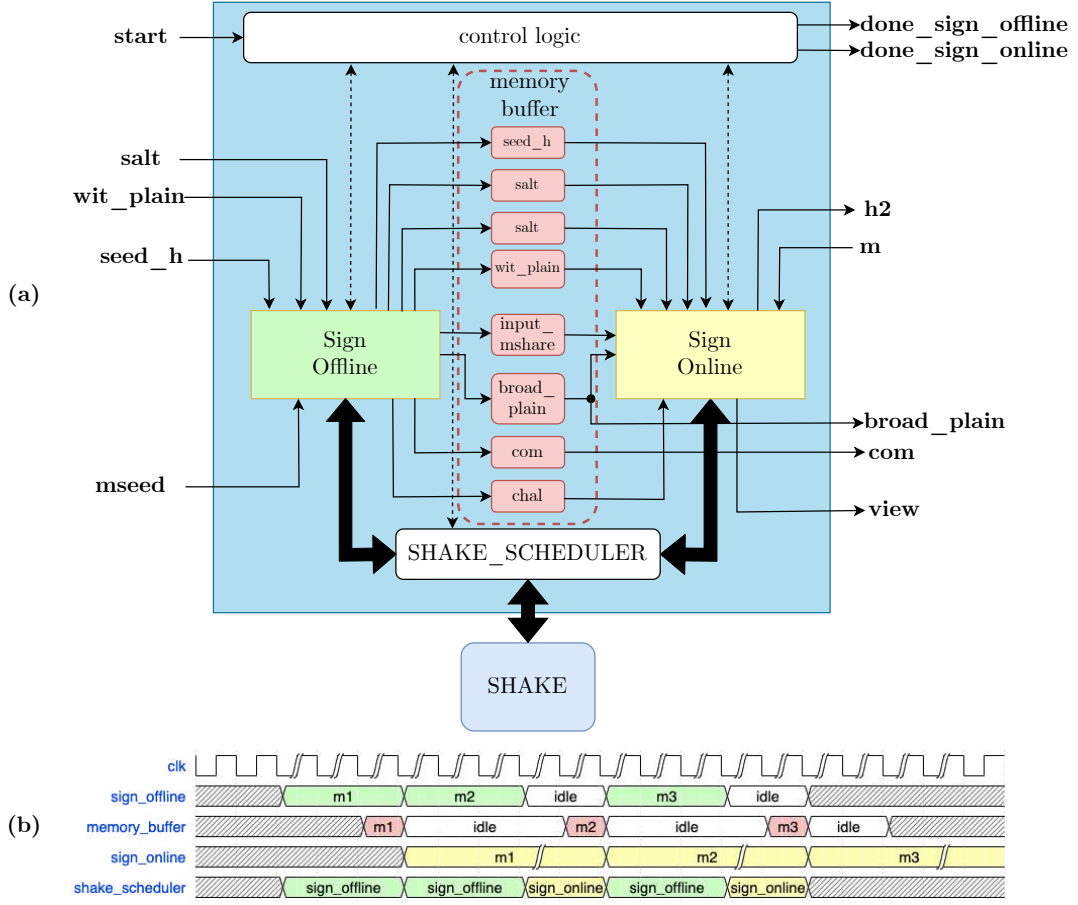 start
control logic
done_sign_offline
done_sign_online
memory
buffer
seed_h
salt
salt
wit_plain
salt
wit_plain
seed_h
h2
m
(a)
Sign
Offline
input_
mshare
Sign
Online
broad_
plain
broad_plain
com
com
mseed
chal
view
SHAKE_SCHEDULER
SHAKE
clk
sign_offline
m1
m2
idle
m3
idle
(b)
memory_buffer
m1
idle
m2
idle
m3
idle
sign_online
m1
m2
m3
shake_scheduler
sign_offline
sign_offline
sign_online
sign_offline
sign_online